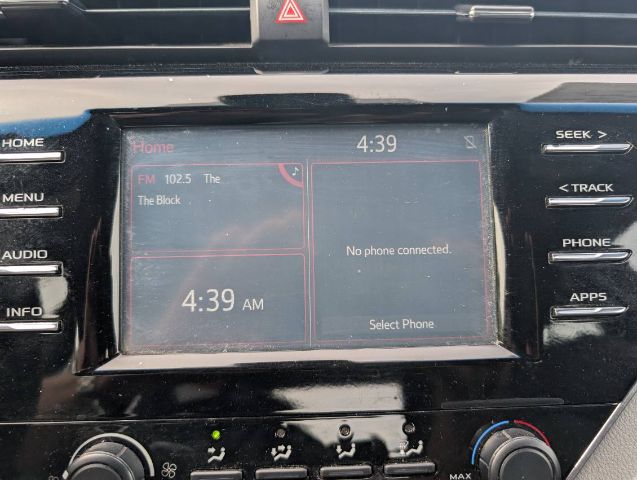 HOME
MENU
AUDIO
INFO
Home
4:39
FM 102.5 The
The Block
4:39 AM
No phone connected.
Select Phone
SEEK >
< TRACK
PHONE
APPS
MAX